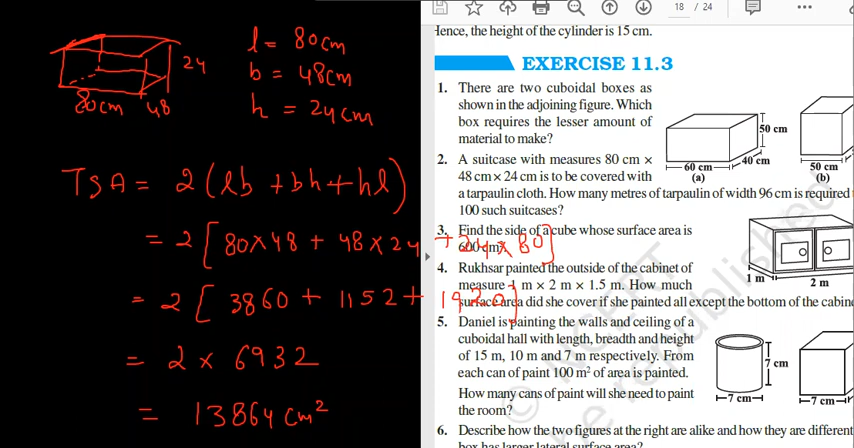 18 / 24
24
80cm 48
l = 80cm
b = 48cm
h = 24cm
TSA = 2(lb + bh + hl)
= 2[80×48 + 48×24 + 24×80]
= 2[3860 + 1152 + 1920]
= 2 × 6932
= 13864 cm²
Hence, the height of the cylinder is 15 cm.
EXERCISE 11.3
1. There are two cuboidal boxes as
shown in the adjoining figure. Which
box requires the lesser amount of
material to make?
50 cm
60 cm
40 cm
(a)
50 cm
(b)
2. A suitcase with measures 80 cm ×
48 cm × 24 cm is to be covered with
a tarpaulin cloth. How many metres of tarpaulin of width 96 cm is required
100 such suitcases?
3. Find the side of a cube whose surface area is
600 cm².
4. Rukhsar painted the outside of the cabinet of
measure 1 m × 2 m × 1.5 m. How much
surface area did she cover if she painted all except the bottom of the cabine
1 m
2 m
5. Daniel is painting the walls and ceiling of a
cuboidal hall with length, breadth and height
of 15 m, 10 m and 7 m respectively. From
each can of paint 100 m² of area is painted.
How many cans of paint will she need to paint
the room?
7 cm
7 cm
7 cm
6. Describe how the two figures at the right are alike and how they are different
box has larger lateral surface area?
© NCERT
be republished